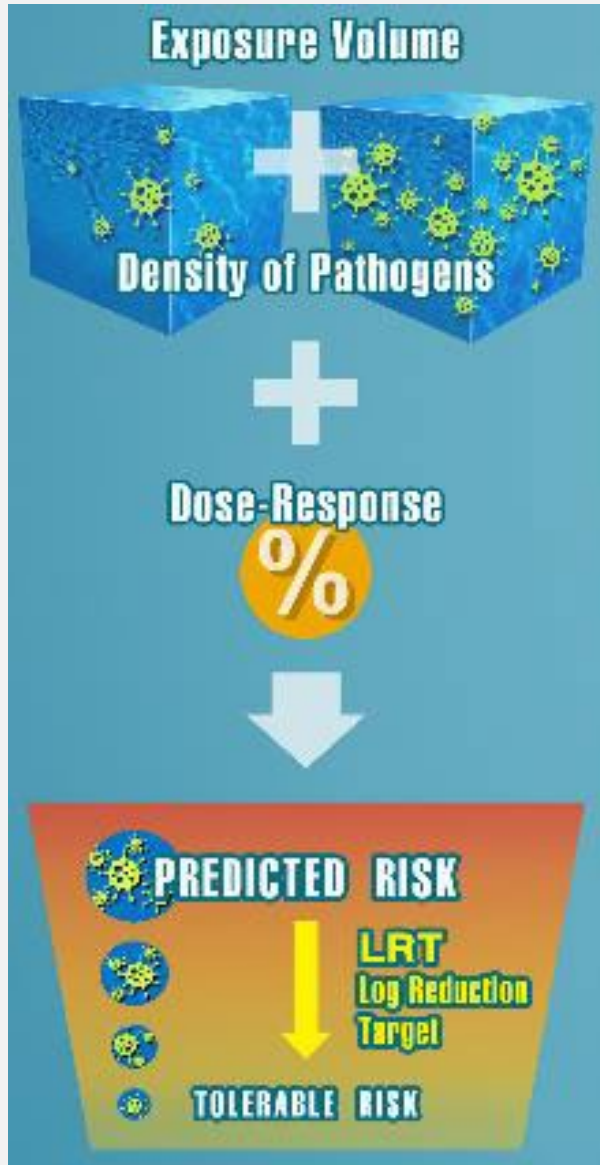 Exposure Volume
Density of Pathogens
Dose-Response
%
PREDICTED RISK
LRT
Log Reduction
Target
TOLERABLE RISK